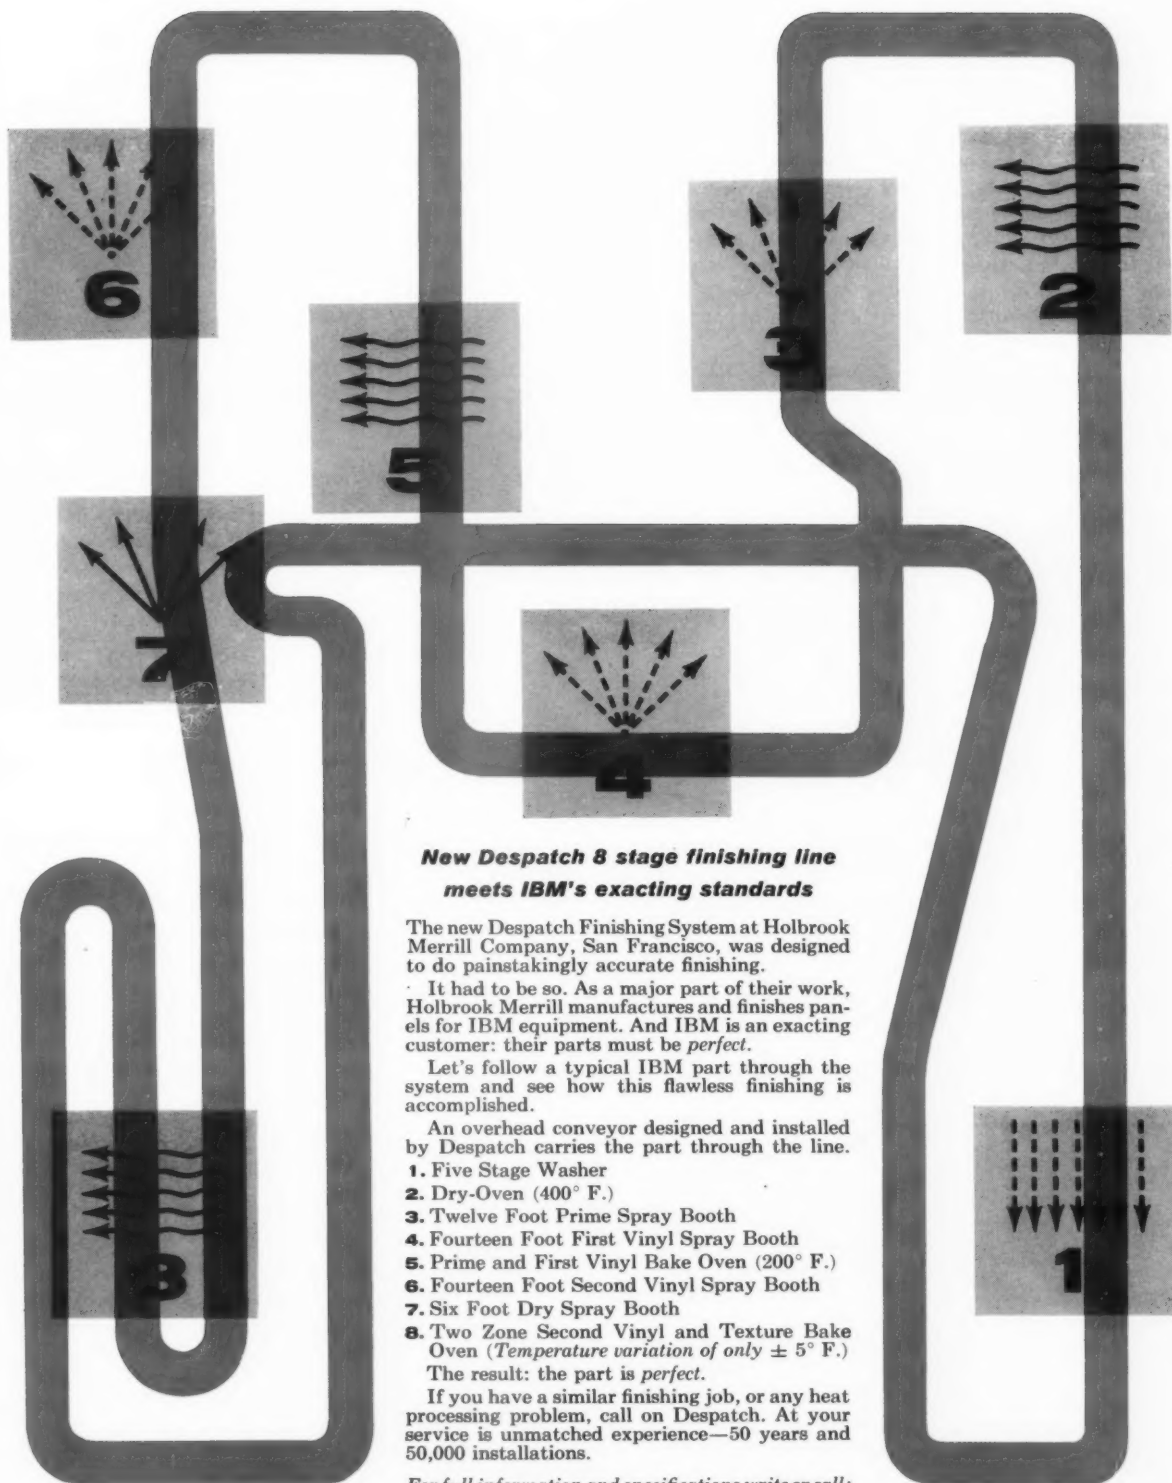 6
2
3
5
7
4
New Despatch 8 stage finishing line
meets IBM's exacting standards
The new Despatch Finishing System at Holbrook
Merrill Company, San Francisco, was designed
to do painstakingly accurate finishing.
It had to be so. As a major part of their work,
Holbrook Merrill manufactures and finishes pan-
els for IBM equipment. And IBM is an exacting
customer: their parts must be perfect.
Let's follow a typical IBM part through the
system and see how this flawless finishing is
accomplished.
An overhead conveyor designed and installed
by Despatch carries the part through the line.
1. Five Stage Washer
2. Dry-Oven (400° F.)
3. Twelve Foot Prime Spray Booth
4. Fourteen Foot First Vinyl Spray Booth
5. Prime and First Vinyl Bake Oven (200° F.)
6. Fourteen Foot Second Vinyl Spray Booth
7. Six Foot Dry Spray Booth
8. Two Zone Second Vinyl and Texture Bake
Oven (Temperature variation of only ± 5° F.)
The result: the part is perfect.
If you have a similar finishing job, or any heat
processing problem, call on Despatch. At your
service is unmatched experience—50 years and
50,000 installations.
For full information and specifications write or call:
8
1